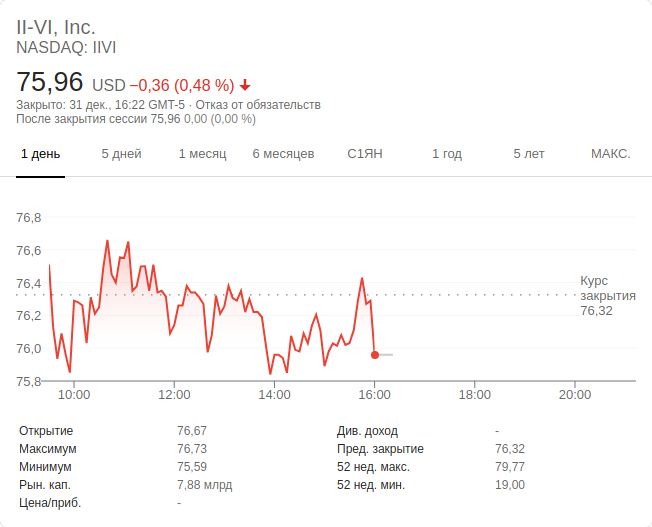 II-VI, Inc.
NASDAQ: IIVI
75,96 USD −0,36 (0,48 %)
Закрыто: 31 дек., 16:22 GMT-5 · Отказ от обязательств
После закрытия сессии 75,96 0,00 (0,00 %)
1 день 5 дней 1 месяц 6 месяцев С1ЯН 1 год 5 лет МАКС.
76,8
76,6
76,4
76,2
76,0
75,8
Курс
закрытия
76,32
10:00 12:00 14:00 16:00 18:00 20:00
Открытие 76,67 Див. доход -
Максимум 76,73 Пред. закрытие 76,32
Минимум 75,59 52 нед. макс. 79,77
Рын. кап. 7,88 млрд 52 нед. мин. 19,00
Цена/приб. -